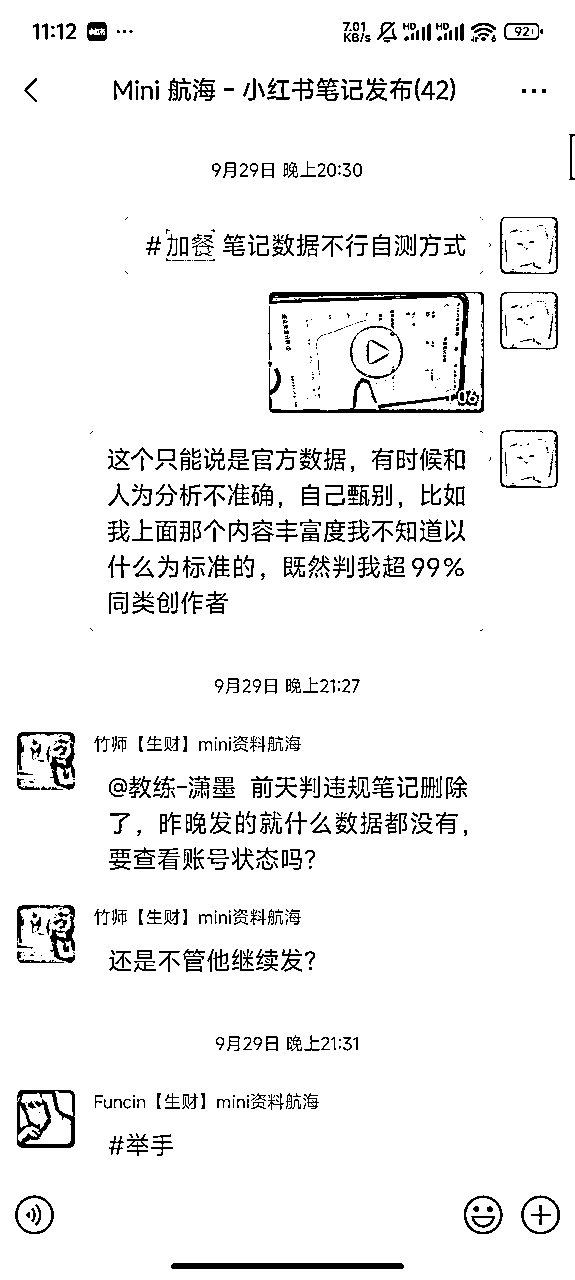 11:12 ··· 7.01 KB/s HD HD 92
Mini 航海 - 小红书笔记发布(42) ···
9月29日 晚上20:30
#加餐 笔记数据不行自测方式
这个只能说是官方数据，有时候和
人为分析不准确，自己甄别，比如
我上面那个内容丰富度我不知道以
什么为标准的，既然判我超99%
同类创作者
9月29日 晚上21:27
竹师【生财】mini资料航海
@教练-潇墨 前天判违规笔记删除
了，昨晚发的就什么数据都没有，
要查看账号状态吗？
竹师【生财】mini资料航海
还是不管他继续发？
9月29日 晚上21:31
Funcin【生财】mini资料航海
#举手